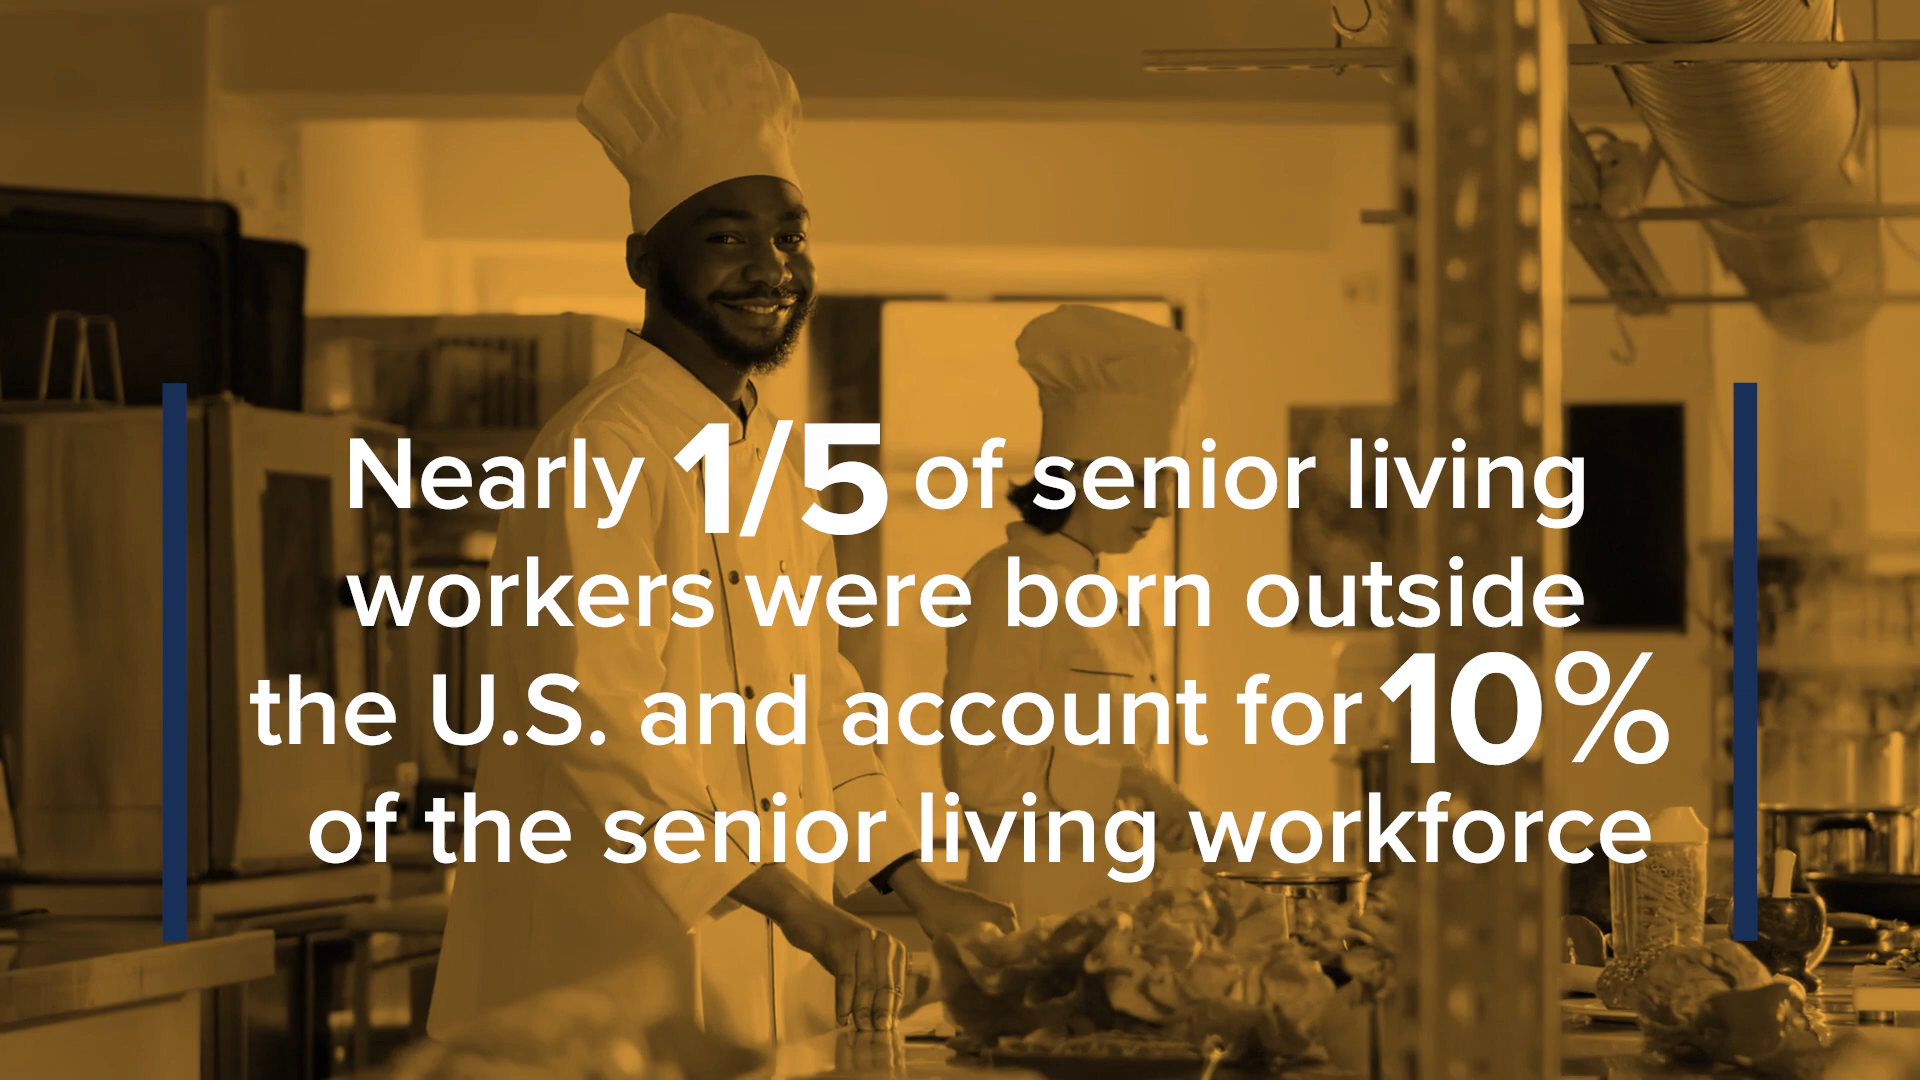 Nearly 1/5 of senior living
workers were born outside
the U.S. and account for 10%
of the senior living workforce